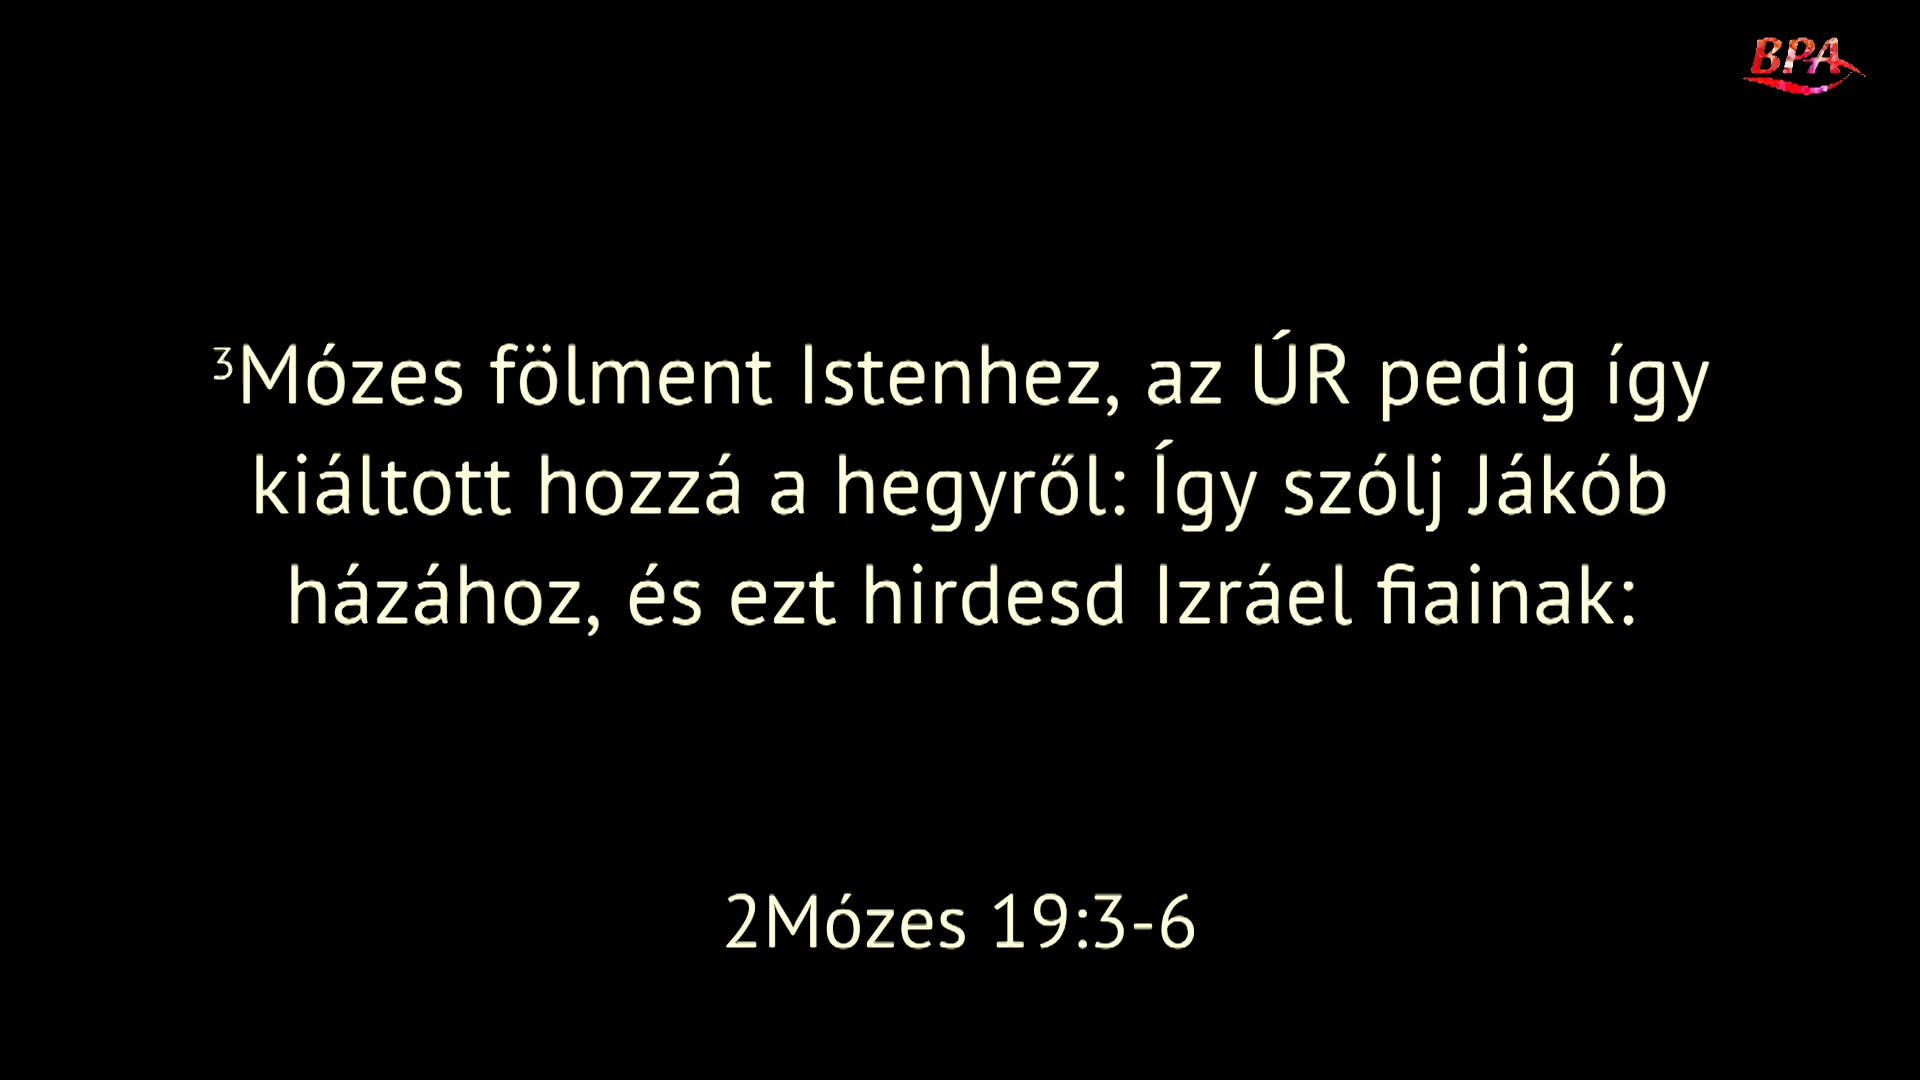 BPA
³Mózes fölment Istenhez, az ÚR pedig így
kiáltott hozzá a hegyről: Így szólj Jákób
házához, és ezt hirdesd Izráel fiainak:
2Mózes 19:3-6